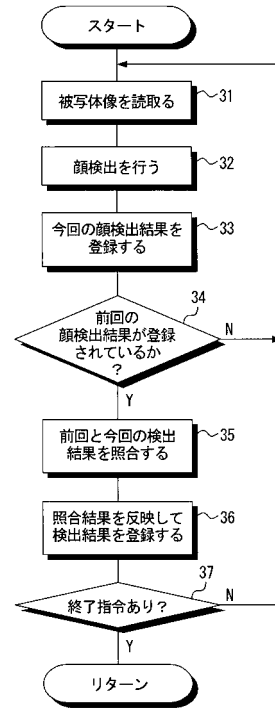 スタート
被写体像を読取る
31
顔検出を行う
32
今回の顔検出結果を
登録する
33
前回の
顔検出結果が登録
されているか
?
34
N
Y
前回と今回の検出
結果を照合する
35
照合結果を反映して
検出結果を登録する
36
終了指令あり?
37
N
Y
リターン